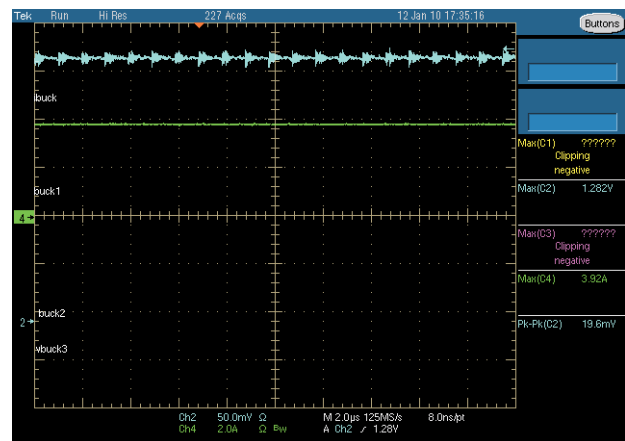 Tek Run Hi Res 227 Acqs 12 Jan 10 17:35:16
Buttons
buck
Max(C1) ??????
Clipping
negative
Max(C2) 1.282V
buck1
4
Max(C3) ??????
Clipping
negative
Max(C4) 3.92A
buck2
2
Pk-Pk(C2) 19.6mV
vbuck3
Ch2 50.0mV Ω M 2.0µs 125MS/s 8.0ns/pt
Ch4 2.0A Ω BW A Ch2 ∕ 1.28V